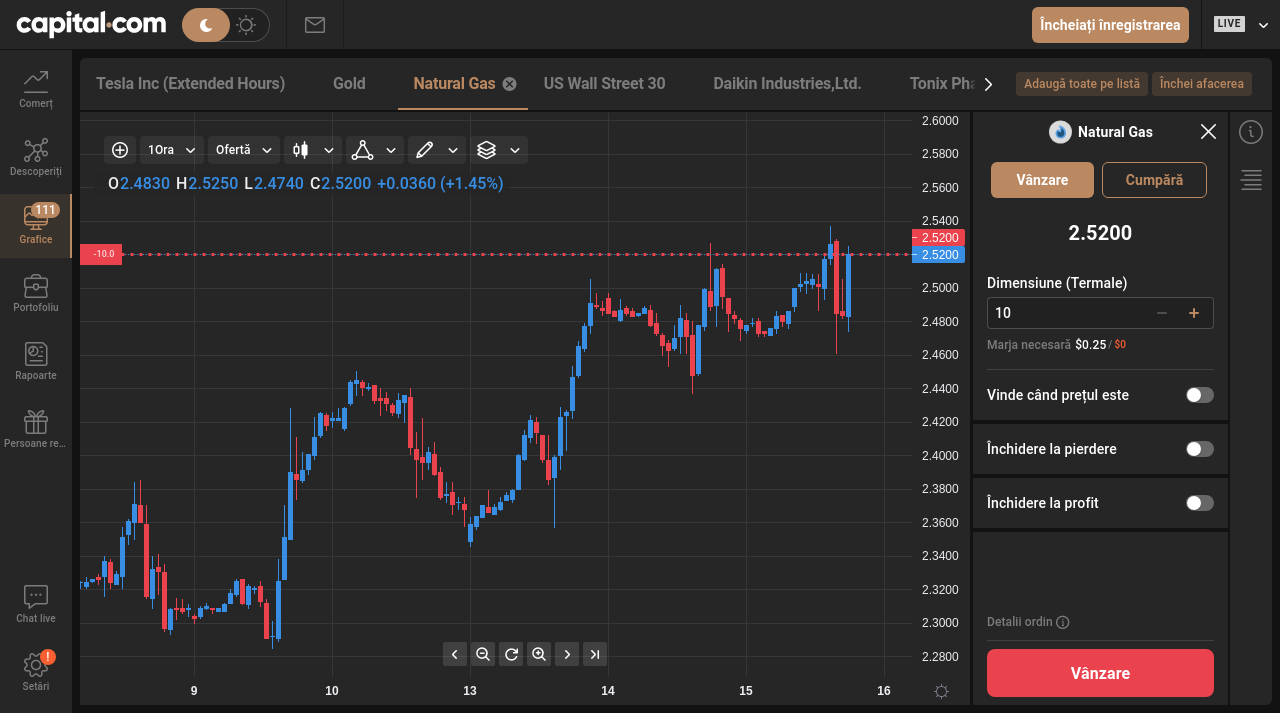 capital.com
Încheiați înregistrarea
LIVE
Comerț
Descoperiți
111
Grafice
Portofoliu
Rapoarte
Persoane re...
Chat live
!
Setări
Tesla Inc (Extended Hours)
Gold
Natural Gas
US Wall Street 30
Daikin Industries,Ltd.
Tonix Pha
Adaugă toate pe listă
Închei afacerea
1Ora
Ofertă
O2.4830 H2.5250 L2.4740 C2.5200 +0.0360 (+1.45%)
-10.0
2.6000
2.5800
2.5600
2.5400
2.5200
2.5200
2.5000
2.4800
2.4600
2.4400
2.4200
2.4000
2.3800
2.3600
2.3400
2.3200
2.3000
2.2800
9
10
13
14
15
16
Natural Gas
Vânzare
Cumpără
2.5200
Dimensiune (Termale)
10
Marja necesară $0.25 / $0
Vinde când prețul este
Închidere la pierdere
Închidere la profit
Detalii ordin
Vânzare